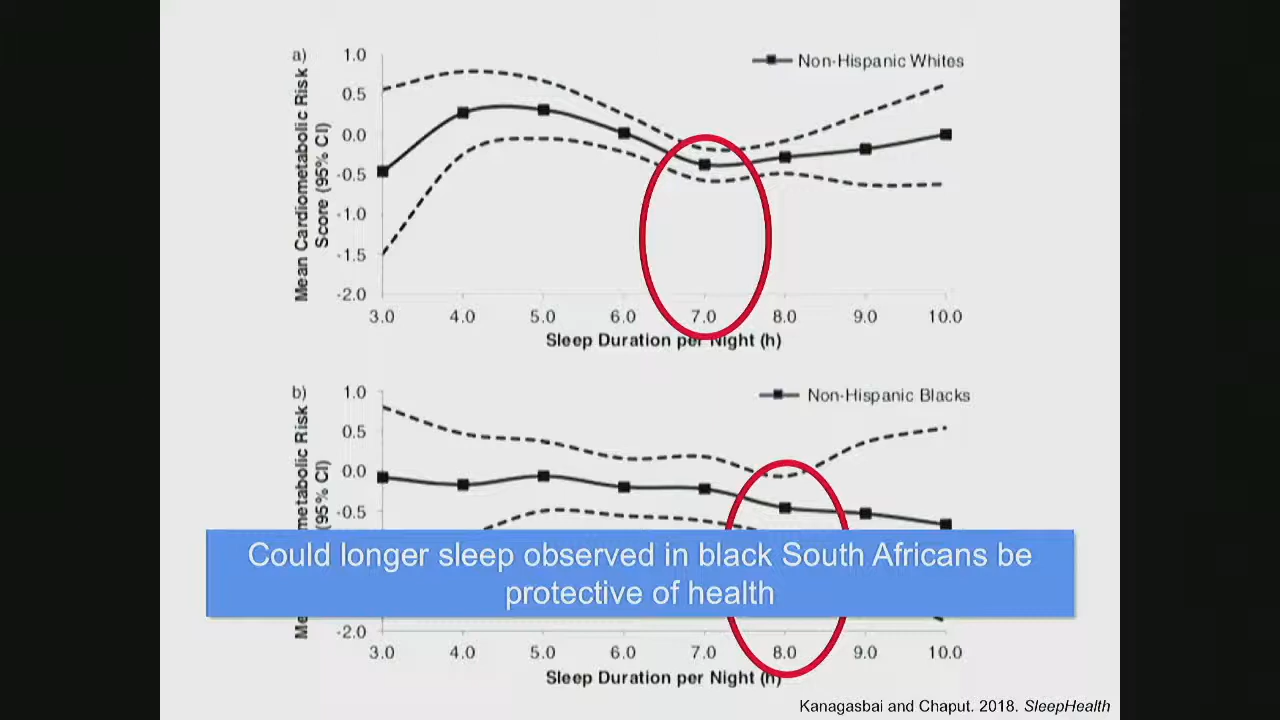 a)
Mean Cardiometabolic Risk
Score (95% CI)
1.0
0.5
0.0
-0.5
-1.0
-1.5
-2.0
Non-Hispanic Whites
3.0 4.0 5.0 6.0 7.0 8.0 9.0 10.0
Sleep Duration per Night (h)
b)
metabolic Risk
(95% CI)
1.0
0.5
0.0
-0.5
-2.0
Non-Hispanic Blacks
Could longer sleep observed in black South Africans be
protective of health
3.0 4.0 5.0 6.0 7.0 8.0 9.0 10.0
Sleep Duration per Night (h)
Kanagasbai and Chaput. 2018. SleepHealth